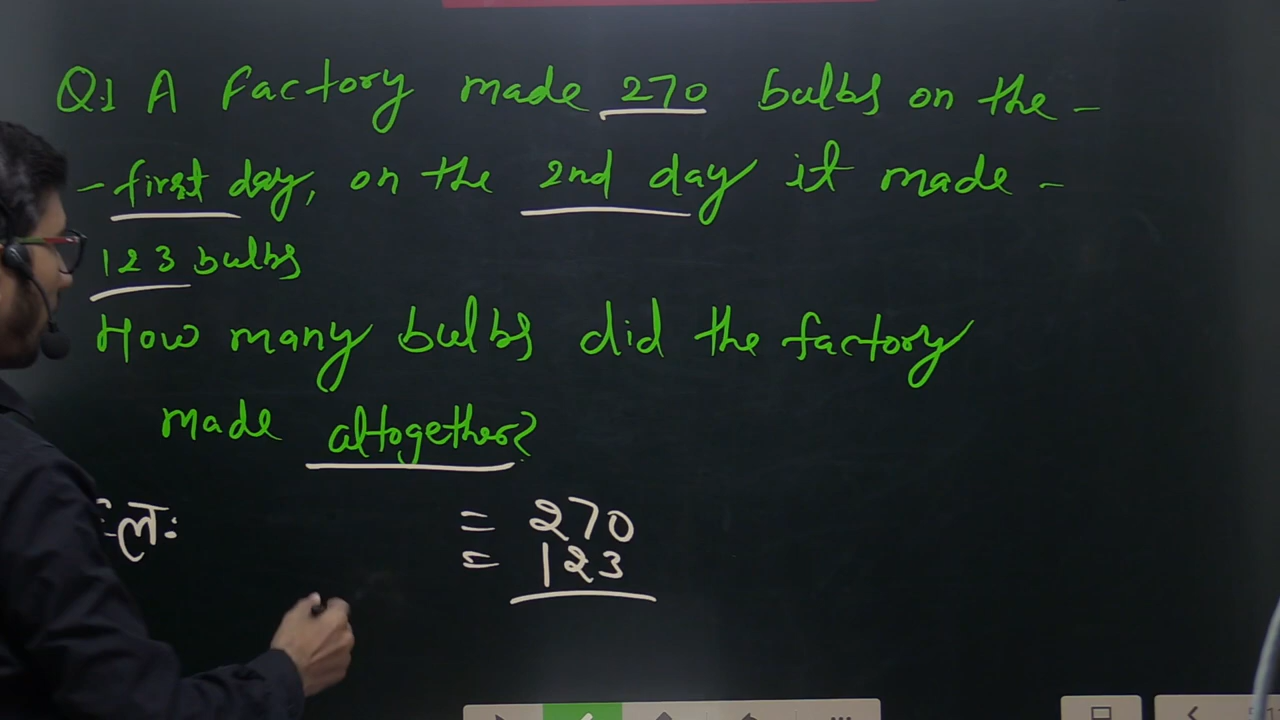 Q1 A factory made 270 bulbs on the -
- first day, on the 2nd day it made -
123 bulbs
How many bulbs did the factory
made altogether?
= 270
= 123